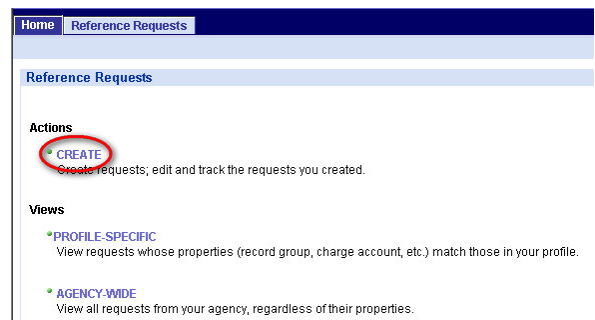 Home Reference Requests
Reference Requests
Actions
CREATE
Create requests; edit and track the requests you created.
Views
PROFILE-SPECIFIC
View requests whose properties (record group, charge account, etc.) match those in your profile.
AGENCY-WIDE
View all requests from your agency, regardless of their properties.